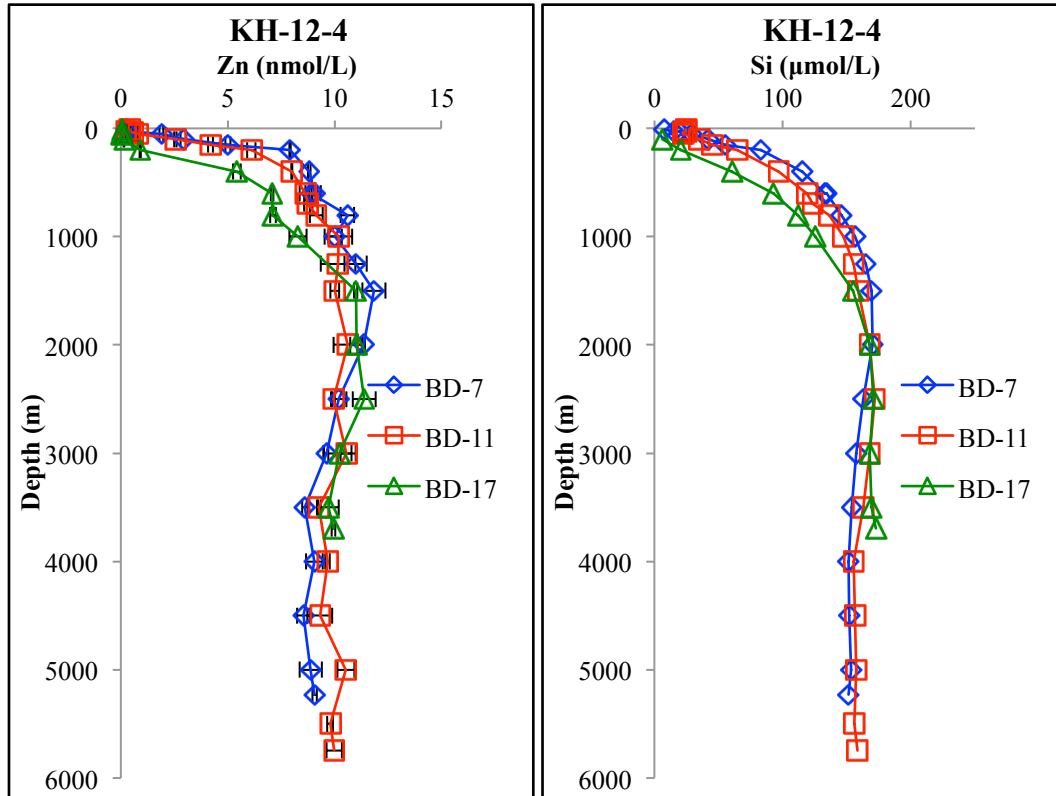 KH-12-4
Zn (nmol/L)
0 5 10 15
0
1000
2000
3000
4000
5000
6000
Depth (m)
BD-7
BD-11
BD-17
KH-12-4
Si (μmol/L)
0 100 200
0
1000
2000
3000
4000
5000
6000
Depth (m)
BD-7
BD-11
BD-17